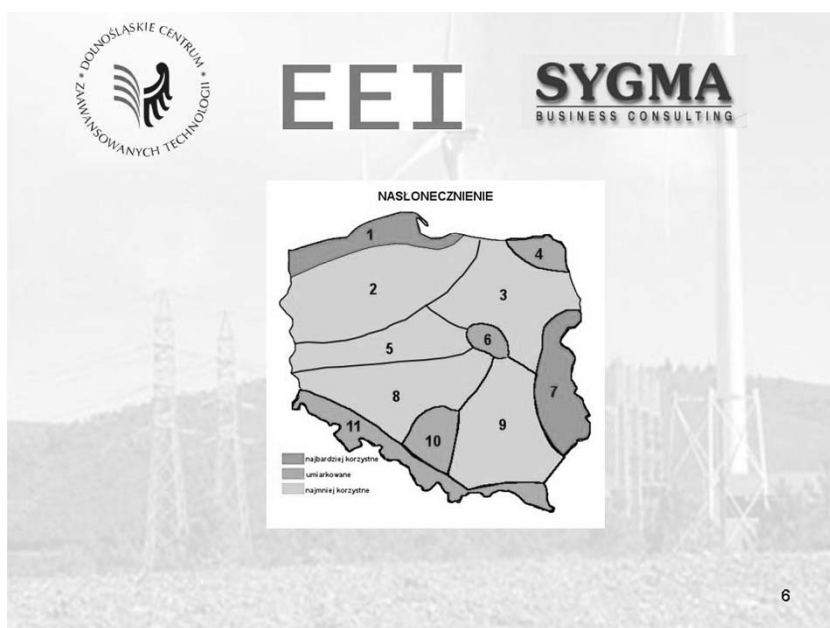 * DOLNOŚLĄSKIE CENTRUM * ZAAWANSOWANYCH TECHNOLOGII
EEI
SYGMA
BUSINESS CONSULTING
NASŁONECZNIENIE
1
4
2
3
6
5
7
8
9
11
10
najbardziej korzystne
umiarkowane
najmniej korzystne
6